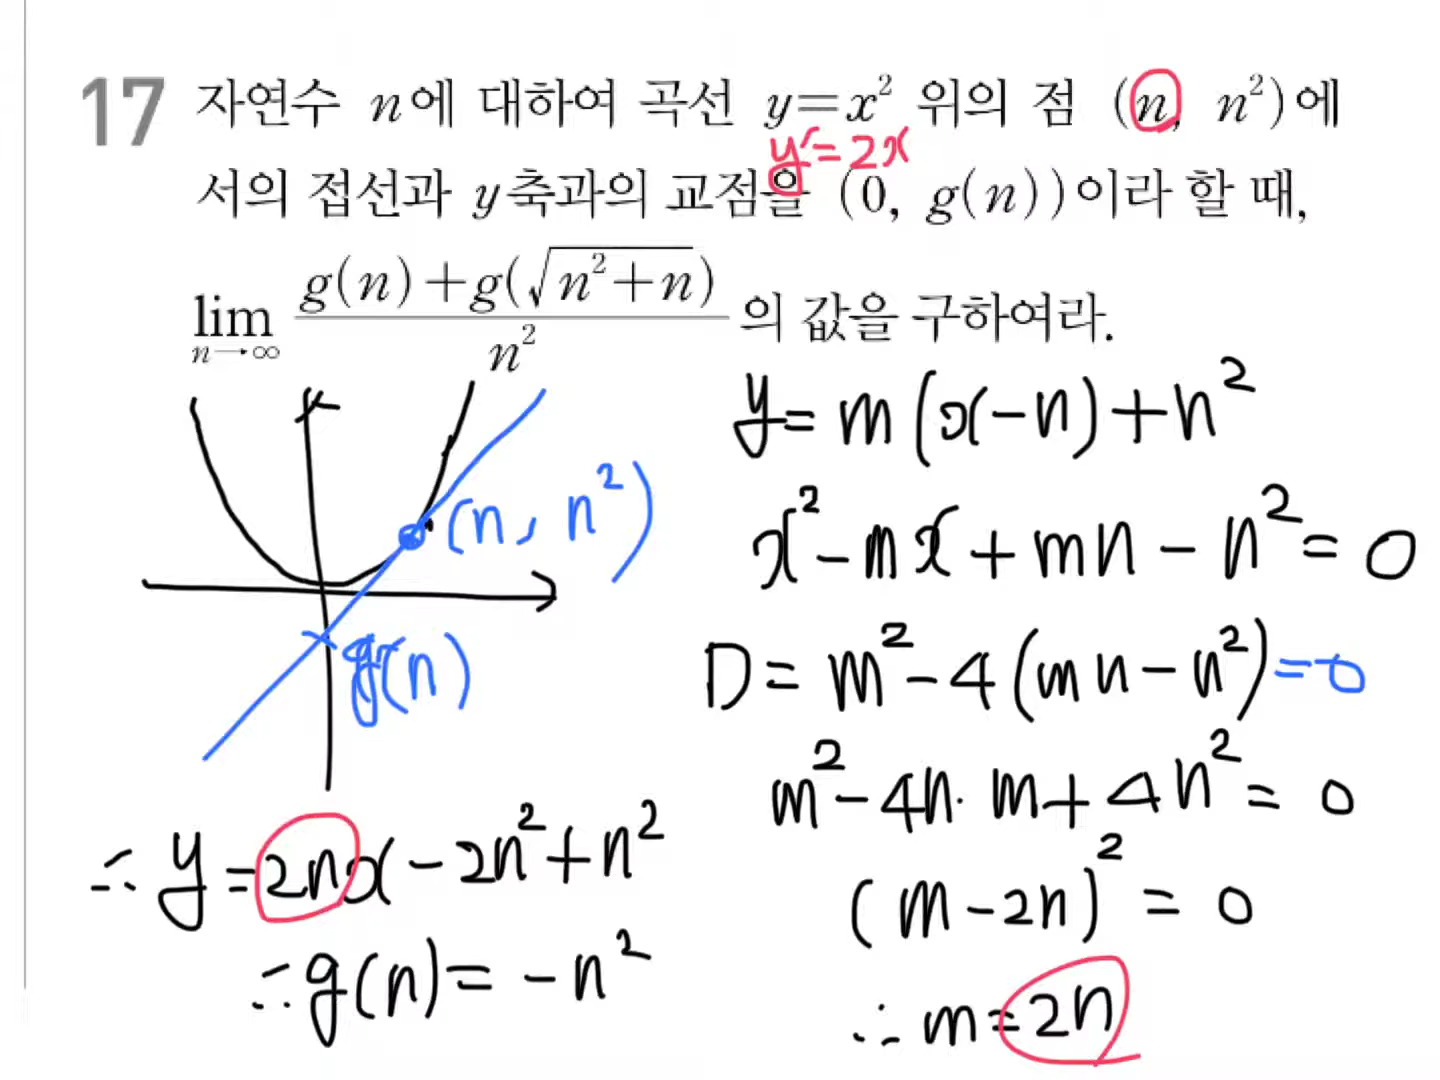 17 자연수 n에 대하여 곡선 y=x² 위의 점 (n, n²)에
y'=2x
서의 접선과 y축과의 교점을 (0, g(n))이라 할 때,
lim n→∞ (g(n)+g(√(n²+n)))/n² 의 값을 구하여라.
y=m(x-n)+n²
(n, n²)
x²-mx+mn-n²=0
g(n)
D=m²-4(mn-n²)=0
m²-4n·m+4n²=0
∴ y=2nx-2n²+n²
(m-2n)²=0
∴ g(n)=-n²
∴ m=2n